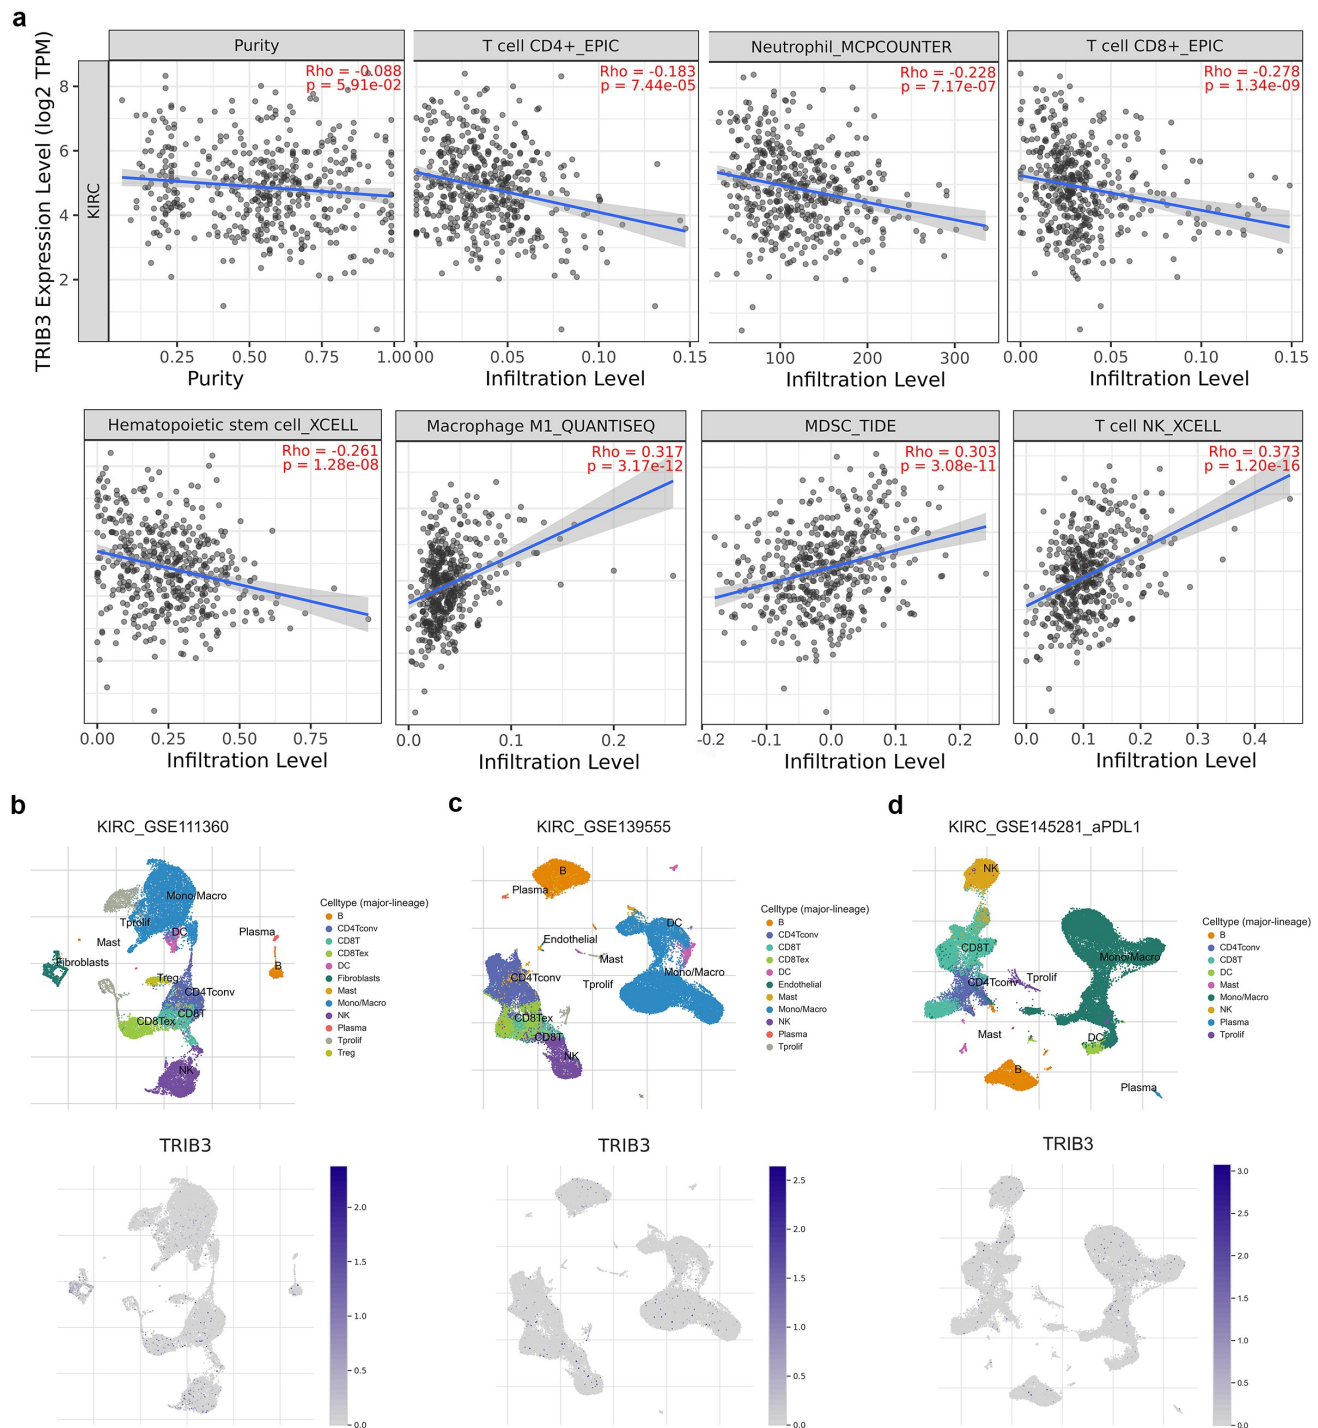 a
TRIB3 Expression Level (log2 TPM)
KIRC
Purity
Rho = -0.088
p = 5.91e-02
8
6
4
2
0.25 0.50 0.75 1.00
Purity
T cell CD4+_EPIC
Rho = -0.183
p = 7.44e-05
0.05 0.10 0.15
Infiltration Level
Neutrophil_MCPCOUNTER
Rho = -0.228
p = 7.17e-07
100 200 300
Infiltration Level
T cell CD8+_EPIC
Rho = -0.278
p = 1.34e-09
0.00 0.05 0.10 0.15
Infiltration Level
Hematopoietic stem cell_XCELL
Rho = -0.261
p = 1.28e-08
0.00 0.25 0.50 0.75
Infiltration Level
Macrophage M1_QUANTISEQ
Rho = 0.317
p = 3.17e-12
0.0 0.1 0.2
Infiltration Level
MDSC_TIDE
Rho = 0.303
p = 3.08e-11
-0.2 -0.1 0.0 0.1 0.2
Infiltration Level
T cell NK_XCELL
Rho = 0.373
p = 1.20e-16
0.0 0.1 0.2 0.3 0.4
Infiltration Level
b
KIRC_GSE111360
Mono/Macro
Tprolif
DC
Mast
Plasma
Fibroblasts
B
Treg
CD4Tconv
CD8T
CD8Tex
NK
Celltype (major-lineage)
B
CD4Tconv
CD8T
CD8Tex
DC
Fibroblasts
Mast
Mono/Macro
NK
Plasma
Tprolif
Treg
TRIB3
2.0
1.5
1.0
0.5
0.0
c
KIRC_GSE139555
B
Plasma
DC
Endothelial
Mast
Mono/Macro
CD4Tconv
Tprolif
CD8Tex
CD8T
NK
Celltype (major-lineage)
B
CD4Tconv
CD8T
CD8Tex
DC
Endothelial
Mast
Mono/Macro
NK
Plasma
Tprolif
TRIB3
2.5
2.0
1.5
1.0
0.5
0.0
d
KIRC_GSE145281_aPDL1
NK
CD8T
Mono/Macro
Tprolif
CD4Tconv
Mast
DC
B
Plasma
Celltype (major-lineage)
B
CD4Tconv
CD8T
DC
Mast
Mono/Macro
NK
Plasma
Tprolif
TRIB3
3.0
2.5
2.0
1.5
1.0
0.5
0.0